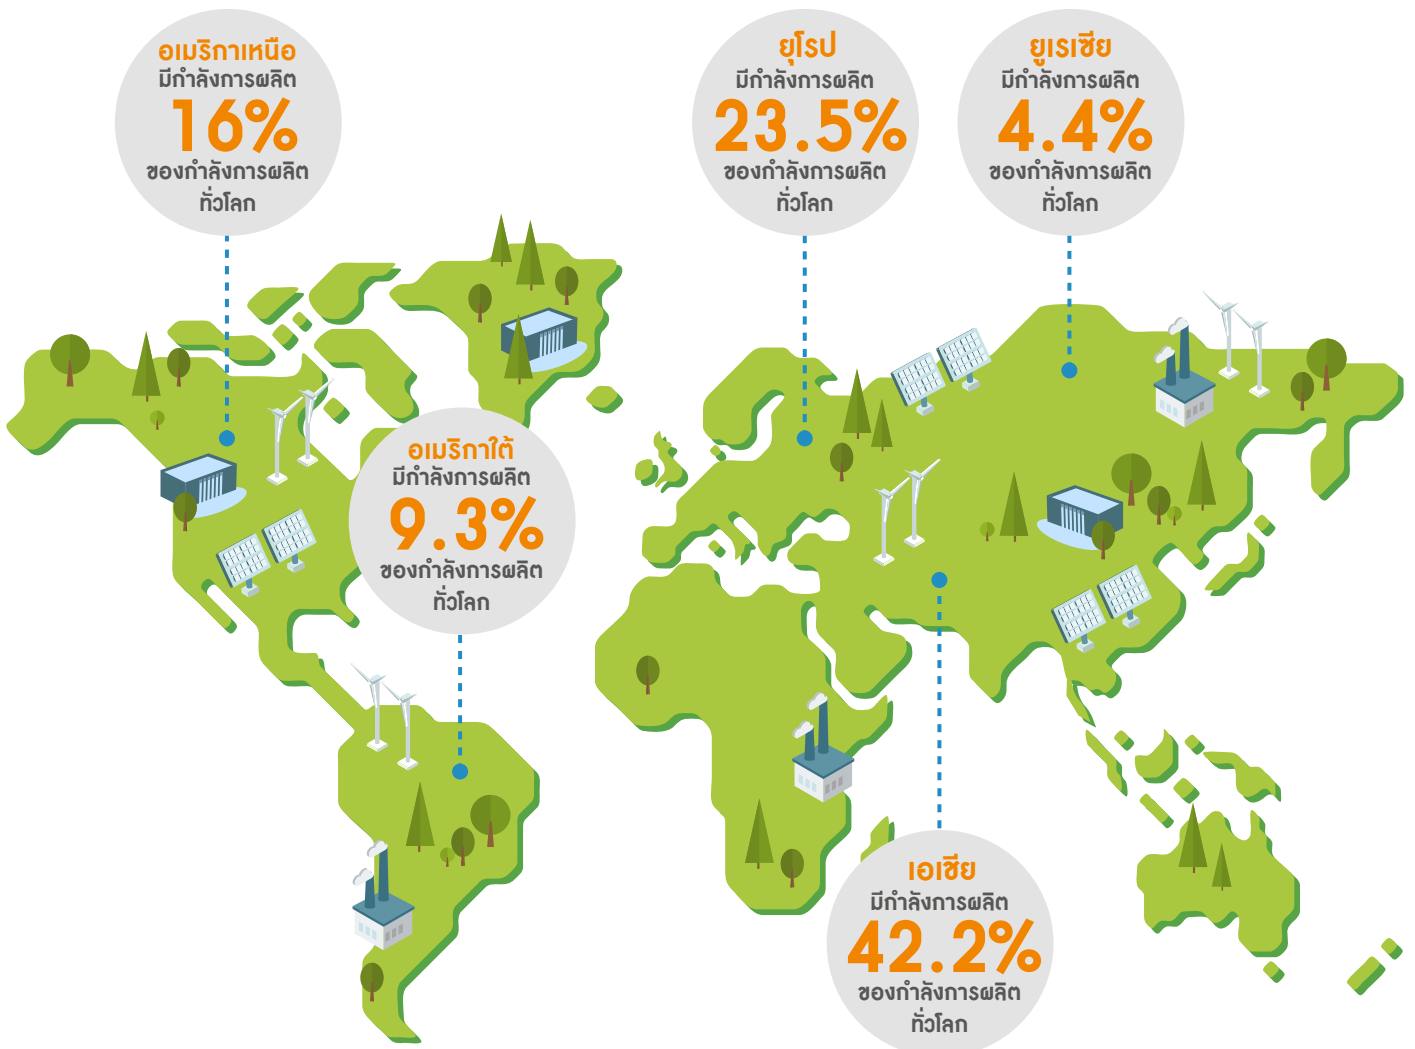 อเมริกาเหนือ
มีกำลังการผลิต
16%
ของกำลังการผลิต
ทั่วโลก
ยุโรป
มีกำลังการผลิต
23.5%
ของกำลังการผลิต
ทั่วโลก
ยูเรเซีย
มีกำลังการผลิต
4.4%
ของกำลังการผลิต
ทั่วโลก
อเมริกาใต้
มีกำลังการผลิต
9.3%
ของกำลังการผลิต
ทั่วโลก
เอเชีย
มีกำลังการผลิต
42.2%
ของกำลังการผลิต
ทั่วโลก